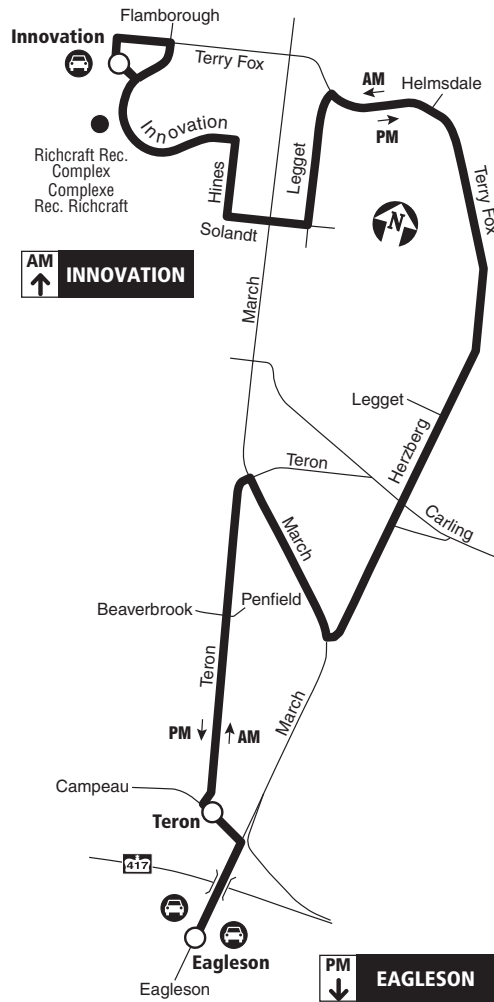 Flamborough
Innovation
Terry Fox
AM
Helmsdale
PM
Innovation
Richcraft Rec.
Complex
Complexe
Rec. Richcraft
Hines
Legget
Terry Fox
Solandt
N
AM
INNOVATION
March
Legget
Herzberg
Teron
Carling
March
Beaverbrook
Penfield
Teron
March
PM
AM
Campeau
Teron
417
Eagleson
Eagleson
PM
EAGLESON